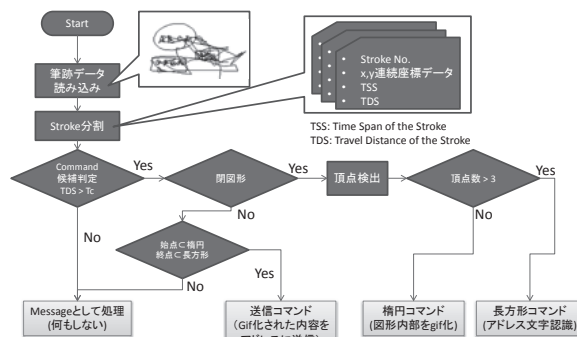 Start
筆跡データ
読み込み
Stroke分割
Stroke No.
x,y連続座標データ
TSS
TDS
TSS: Time Span of the Stroke
TDS: Travel Distance of the Stroke
Command
候補判定
TDS > Tc
Yes
閉図形
Yes
頂点検出
頂点数 > 3
Yes
No
No
No
始点⊂楕円
終点⊂長方形
Yes
No
Messageとして処理
(何もしない)
送信コマンド
(Gif化された内容を
楕円コマンド
(図形内部をgif化)
長方形コマンド
(アドレス文字認識)